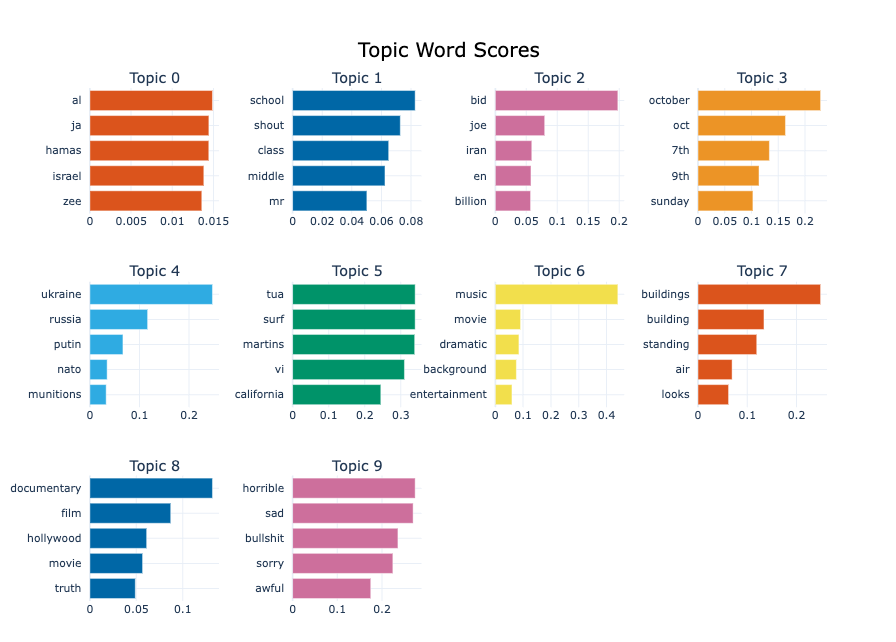 Topic Word Scores
Topic 0
al
ja
hamas
israel
zee
0 0.005 0.01 0.015
Topic 1
school
shout
class
middle
mr
0 0.02 0.04 0.06 0.08
Topic 2
bid
joe
iran
en
billion
0 0.05 0.1 0.15 0.2
Topic 3
october
oct
7th
9th
sunday
0 0.05 0.1 0.15 0.2
Topic 4
ukraine
russia
putin
nato
munitions
0 0.1 0.2
Topic 5
tua
surf
martins
vi
california
0 0.1 0.2 0.3
Topic 6
music
movie
dramatic
background
entertainment
0 0.1 0.2 0.3 0.4
Topic 7
buildings
building
standing
air
looks
0 0.1 0.2
Topic 8
documentary
film
hollywood
movie
truth
0 0.05 0.1
Topic 9
horrible
sad
bullshit
sorry
awful
0 0.1 0.2